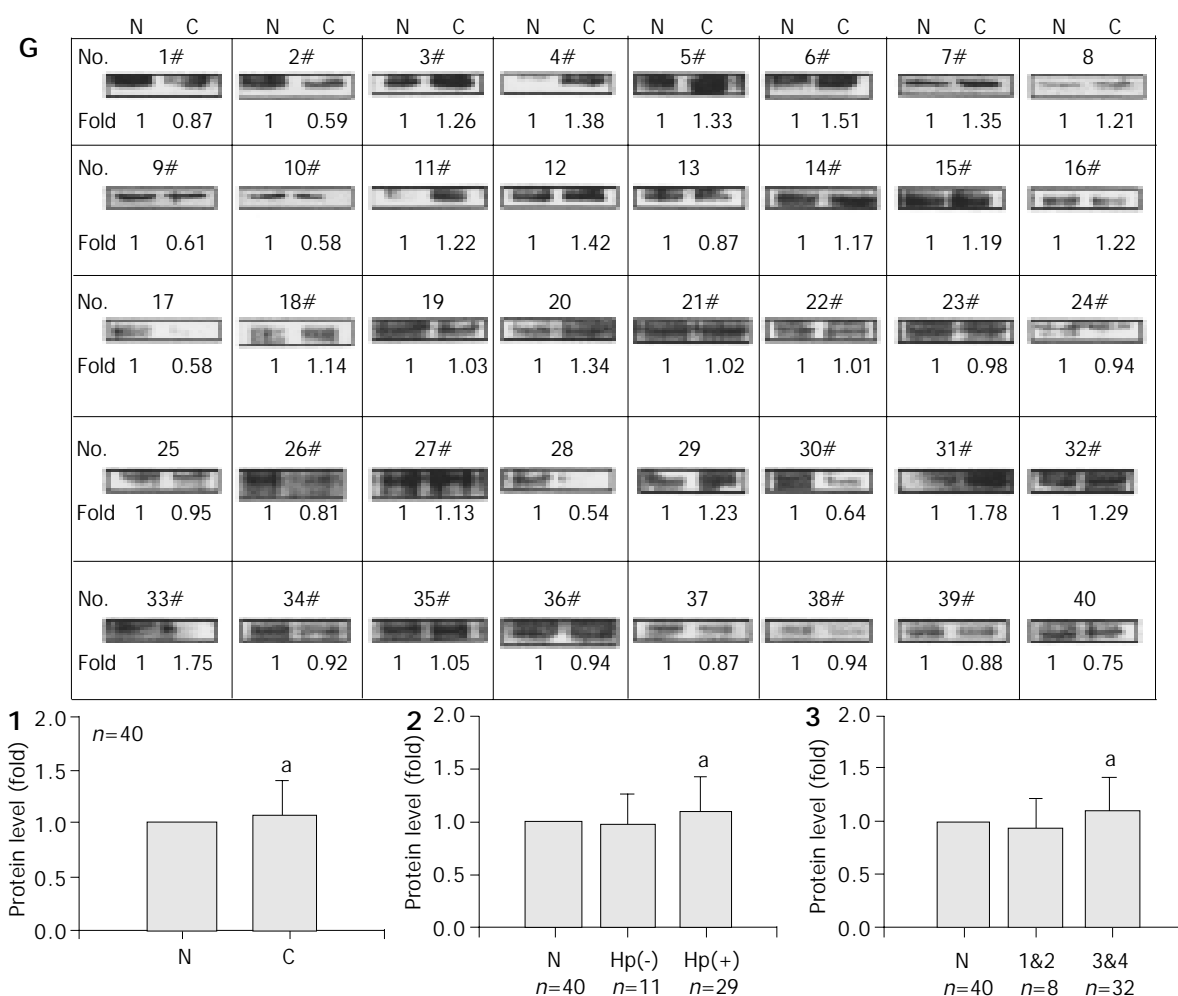 N C N C N C N C N C N C N C N C
G
No. 1# 2# 3# 4# 5# 6# 7# 8
Fold 1 0.87 1 0.59 1 1.26 1 1.38 1 1.33 1 1.51 1 1.35 1 1.21
No. 9# 10# 11# 12 13 14# 15# 16#
Fold 1 0.61 1 0.58 1 1.22 1 1.42 1 0.87 1 1.17 1 1.19 1 1.22
No. 17 18# 19 20 21# 22# 23# 24#
Fold 1 0.58 1 1.14 1 1.03 1 1.34 1 1.02 1 1.01 1 0.98 1 0.94
No. 25 26# 27# 28 29 30# 31# 32#
Fold 1 0.95 1 0.81 1 1.13 1 0.54 1 1.23 1 0.64 1 1.78 1 1.29
No. 33# 34# 35# 36# 37 38# 39# 40
Fold 1 1.75 1 0.92 1 1.05 1 0.94 1 0.87 1 0.94 1 0.88 1 0.75
1
Protein level (fold)
2.0
1.5
1.0
0.5
0.0
n=40
a
N C
2
Protein level (fold)
2.0
1.5
1.0
0.5
0.0
a
N Hp(-) Hp(+)
n=40 n=11 n=29
3
Protein level (fold)
2.0
1.5
1.0
0.5
0.0
a
N 1&2 3&4
n=40 n=8 n=32